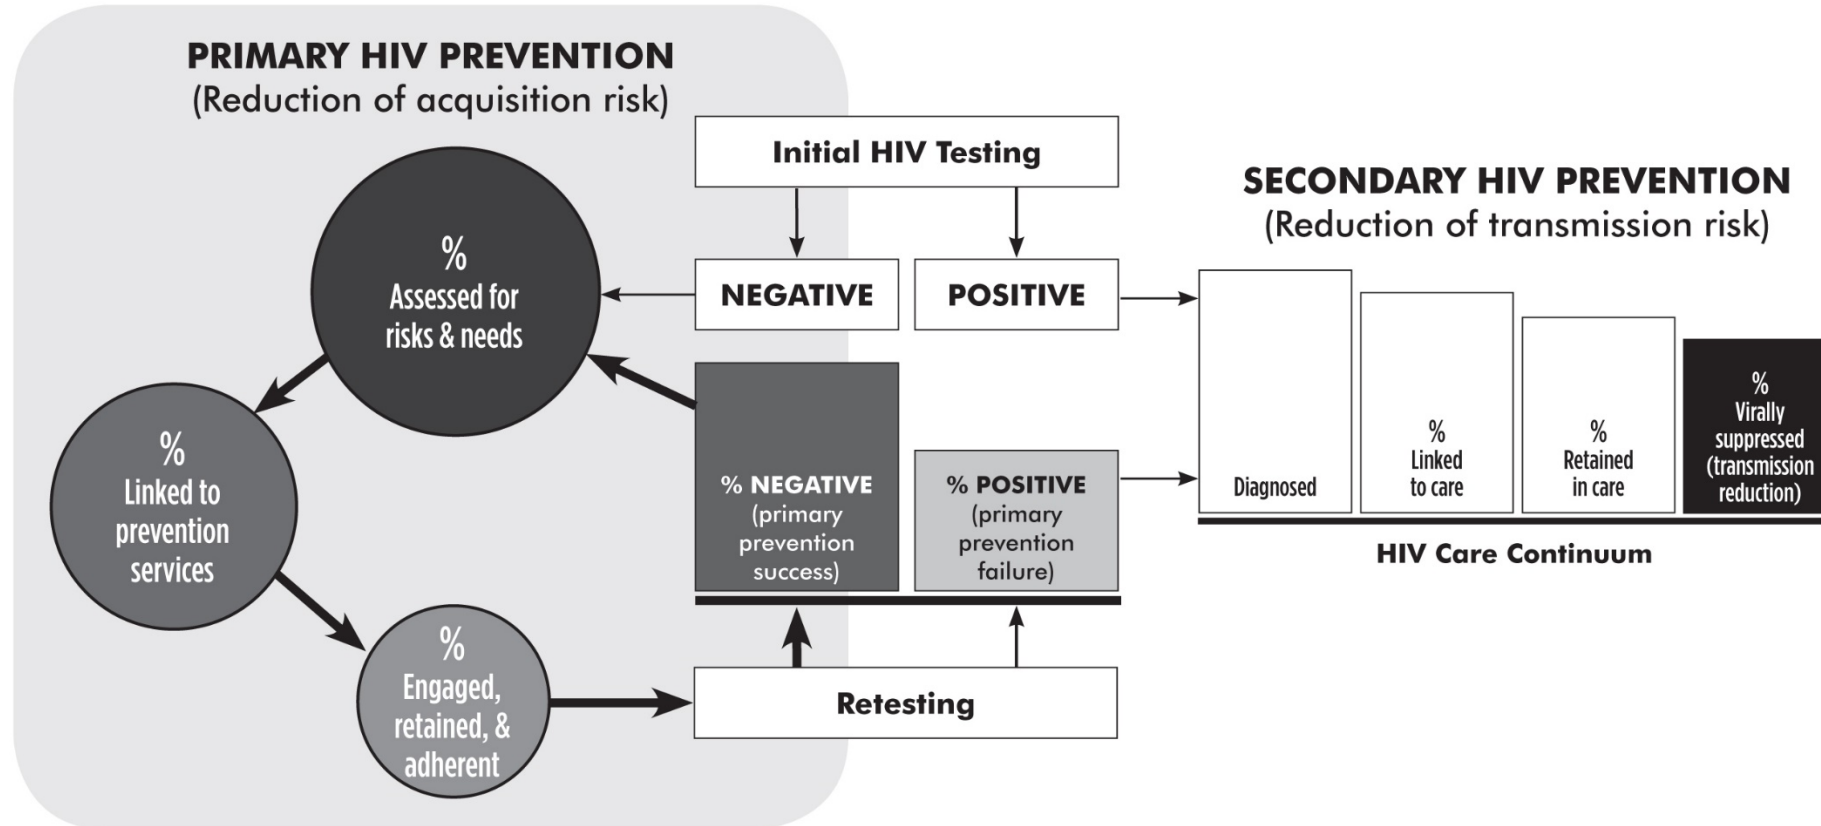 PRIMARY HIV PREVENTION
(Reduction of acquisition risk)
Initial HIV Testing
SECONDARY HIV PREVENTION
(Reduction of transmission risk)
NEGATIVE
POSITIVE
%
Assessed for
risks & needs
%
Linked to
prevention
services
%
Engaged,
retained, &
adherent
% NEGATIVE
(primary
prevention
success)
% POSITIVE
(primary
prevention
failure)
Retesting
Diagnosed
%
Linked
to care
%
Retained
in care
%
Virally
suppressed
(transmission
reduction)
HIV Care Continuum